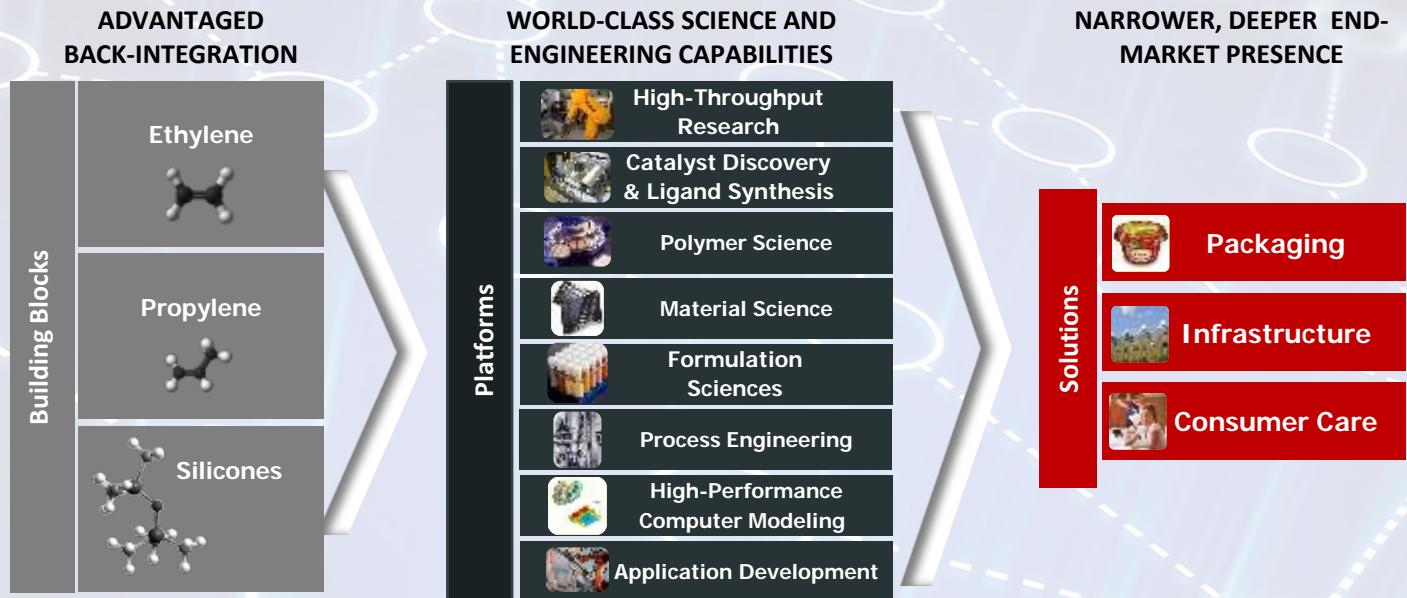 ADVANTAGED
BACK-INTEGRATION
Building Blocks
Ethylene
Propylene
Silicones
WORLD-CLASS SCIENCE AND
ENGINEERING CAPABILITIES
Platforms
High-Throughput
Research
Catalyst Discovery
& Ligand Synthesis
Polymer Science
Material Science
Formulation
Sciences
Process Engineering
High-Performance
Computer Modeling
Application Development
NARROWER, DEEPER END-
MARKET PRESENCE
Solutions
Packaging
Infrastructure
Consumer Care